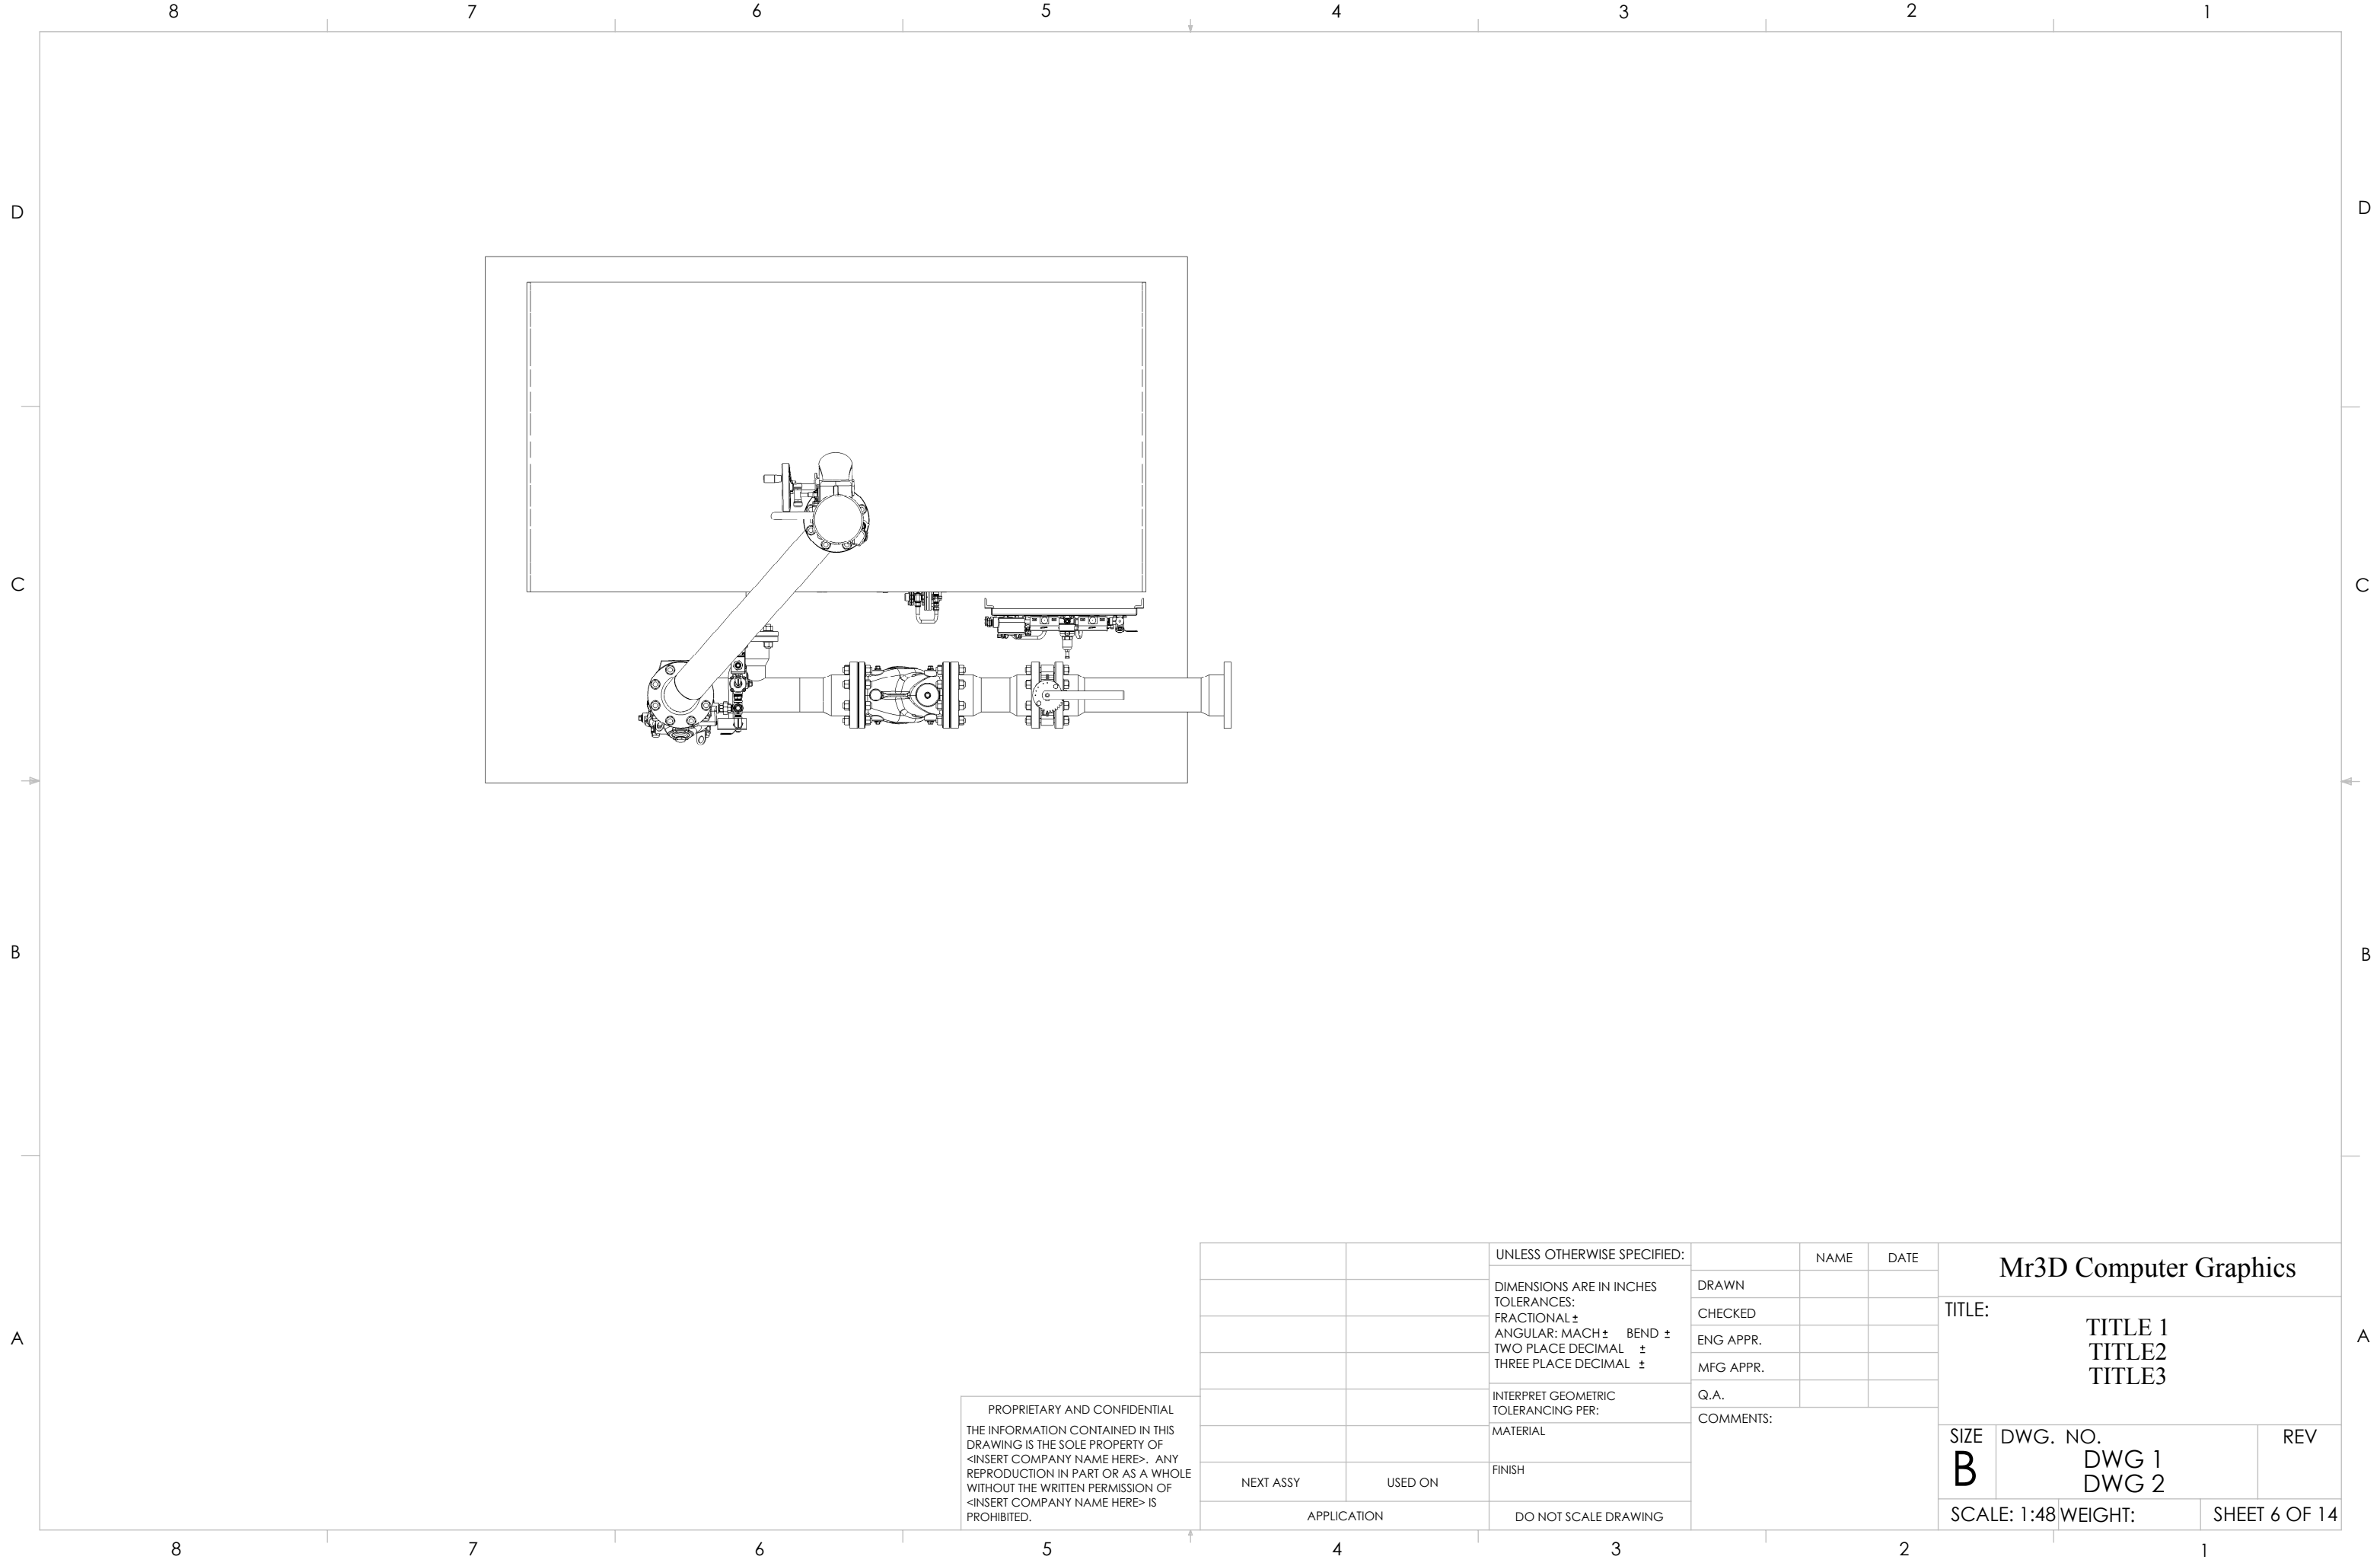 8 7 6 5 4 3 2 1
D D
C C
B B
A A
PROPRIETARY AND CONFIDENTIAL
THE INFORMATION CONTAINED IN THIS
DRAWING IS THE SOLE PROPERTY OF
<INSERT COMPANY NAME HERE>. ANY
REPRODUCTION IN PART OR AS A WHOLE
WITHOUT THE WRITTEN PERMISSION OF
<INSERT COMPANY NAME HERE> IS
PROHIBITED.
NEXT ASSY USED ON
APPLICATION
UNLESS OTHERWISE SPECIFIED:
DIMENSIONS ARE IN INCHES
TOLERANCES:
FRACTIONAL ±
ANGULAR: MACH ± BEND ±
TWO PLACE DECIMAL ±
THREE PLACE DECIMAL ±
INTERPRET GEOMETRIC
TOLERANCING PER:
MATERIAL
FINISH
DO NOT SCALE DRAWING
NAME DATE
DRAWN
CHECKED
ENG APPR.
MFG APPR.
Q.A.
COMMENTS:
Mr3D Computer Graphics
TITLE:
TITLE 1
TITLE2
TITLE3
SIZE DWG. NO. REV
B
DWG 1
DWG 2
SCALE: 1:48 WEIGHT: SHEET 6 OF 14
8 7 6 5 4 3 2 1